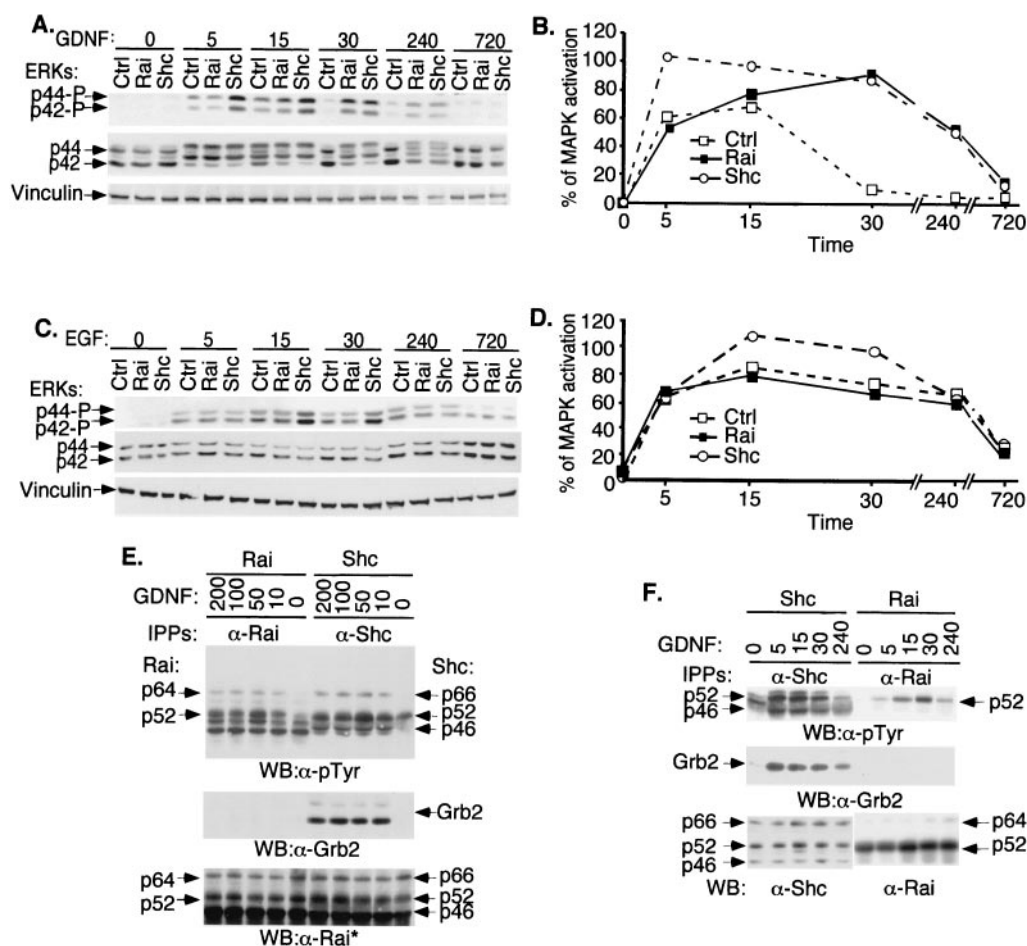 A.
GDNF: 0 5 15 30 240 720
Ctrl Rai Shc Ctrl Rai Shc Ctrl Rai Shc Ctrl Rai Shc Ctrl Rai Shc Ctrl Rai Shc
ERKs:
p44-P
p42-P
p44
p42
Vinculin
B.
% of MAPK activation
120
100
80
60
40
20
0
Ctrl
Rai
Shc
0 5 15 30 240 720
Time
C.
EGF: 0 5 15 30 240 720
Ctrl Rai Shc Ctrl Rai Shc Ctrl Rai Shc Ctrl Rai Shc Ctrl Rai Shc Ctrl Rai Shc
ERKs:
p44-P
p42-P
p44
p42
Vinculin
D.
% of MAPK activation
120
100
80
60
40
20
0
Ctrl
Rai
Shc
5 15 30 240 720
Time
E.
Rai Shc
GDNF: 200 100 50 10 0 200 100 50 10 0
IPPs: α-Rai α-Shc
Rai: Shc:
p64 p66
p52 p52
p46
WB:α-pTyr
Grb2
WB:α-Grb2
p64 p66
p52 p52
p46
WB:α-Rai*
F.
Shc Rai
GDNF: 0 5 15 30 240 0 5 15 30 240
IPPs: α-Shc α-Rai
p52 p52
p46
WB:α-pTyr
Grb2
WB:α-Grb2
p66 p64
p52 p52
p46
WB: α-Shc α-Rai